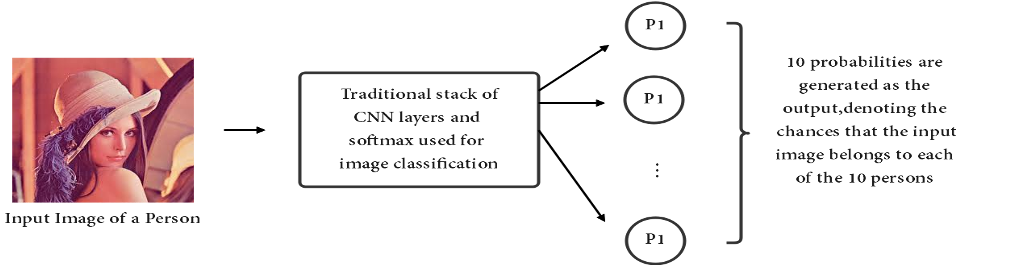 Input Image of a Person
Traditional stack of
CNN layers and
softmax used for
image classification
P1
P1
⋮
P1
10 probabilities are
generated as the
output,denoting the
chances that the input
image belongs to each
of the 10 persons